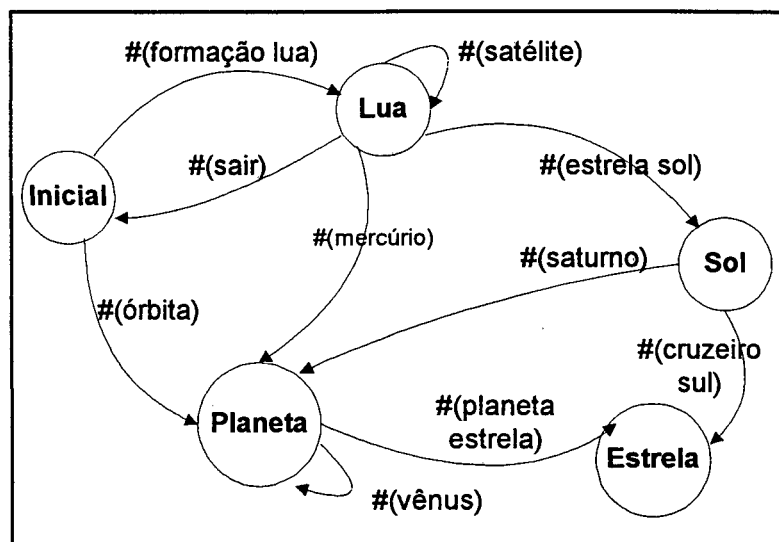 #(formação lua)
#(satélite)
Lua
#(sair)
#(estrela sol)
Inicial
#(mercúrio)
#(saturno)
Sol
#(órbita)
#(cruzeiro
sul)
#(planeta
estrela)
Planeta
Estrela
#(vênus)